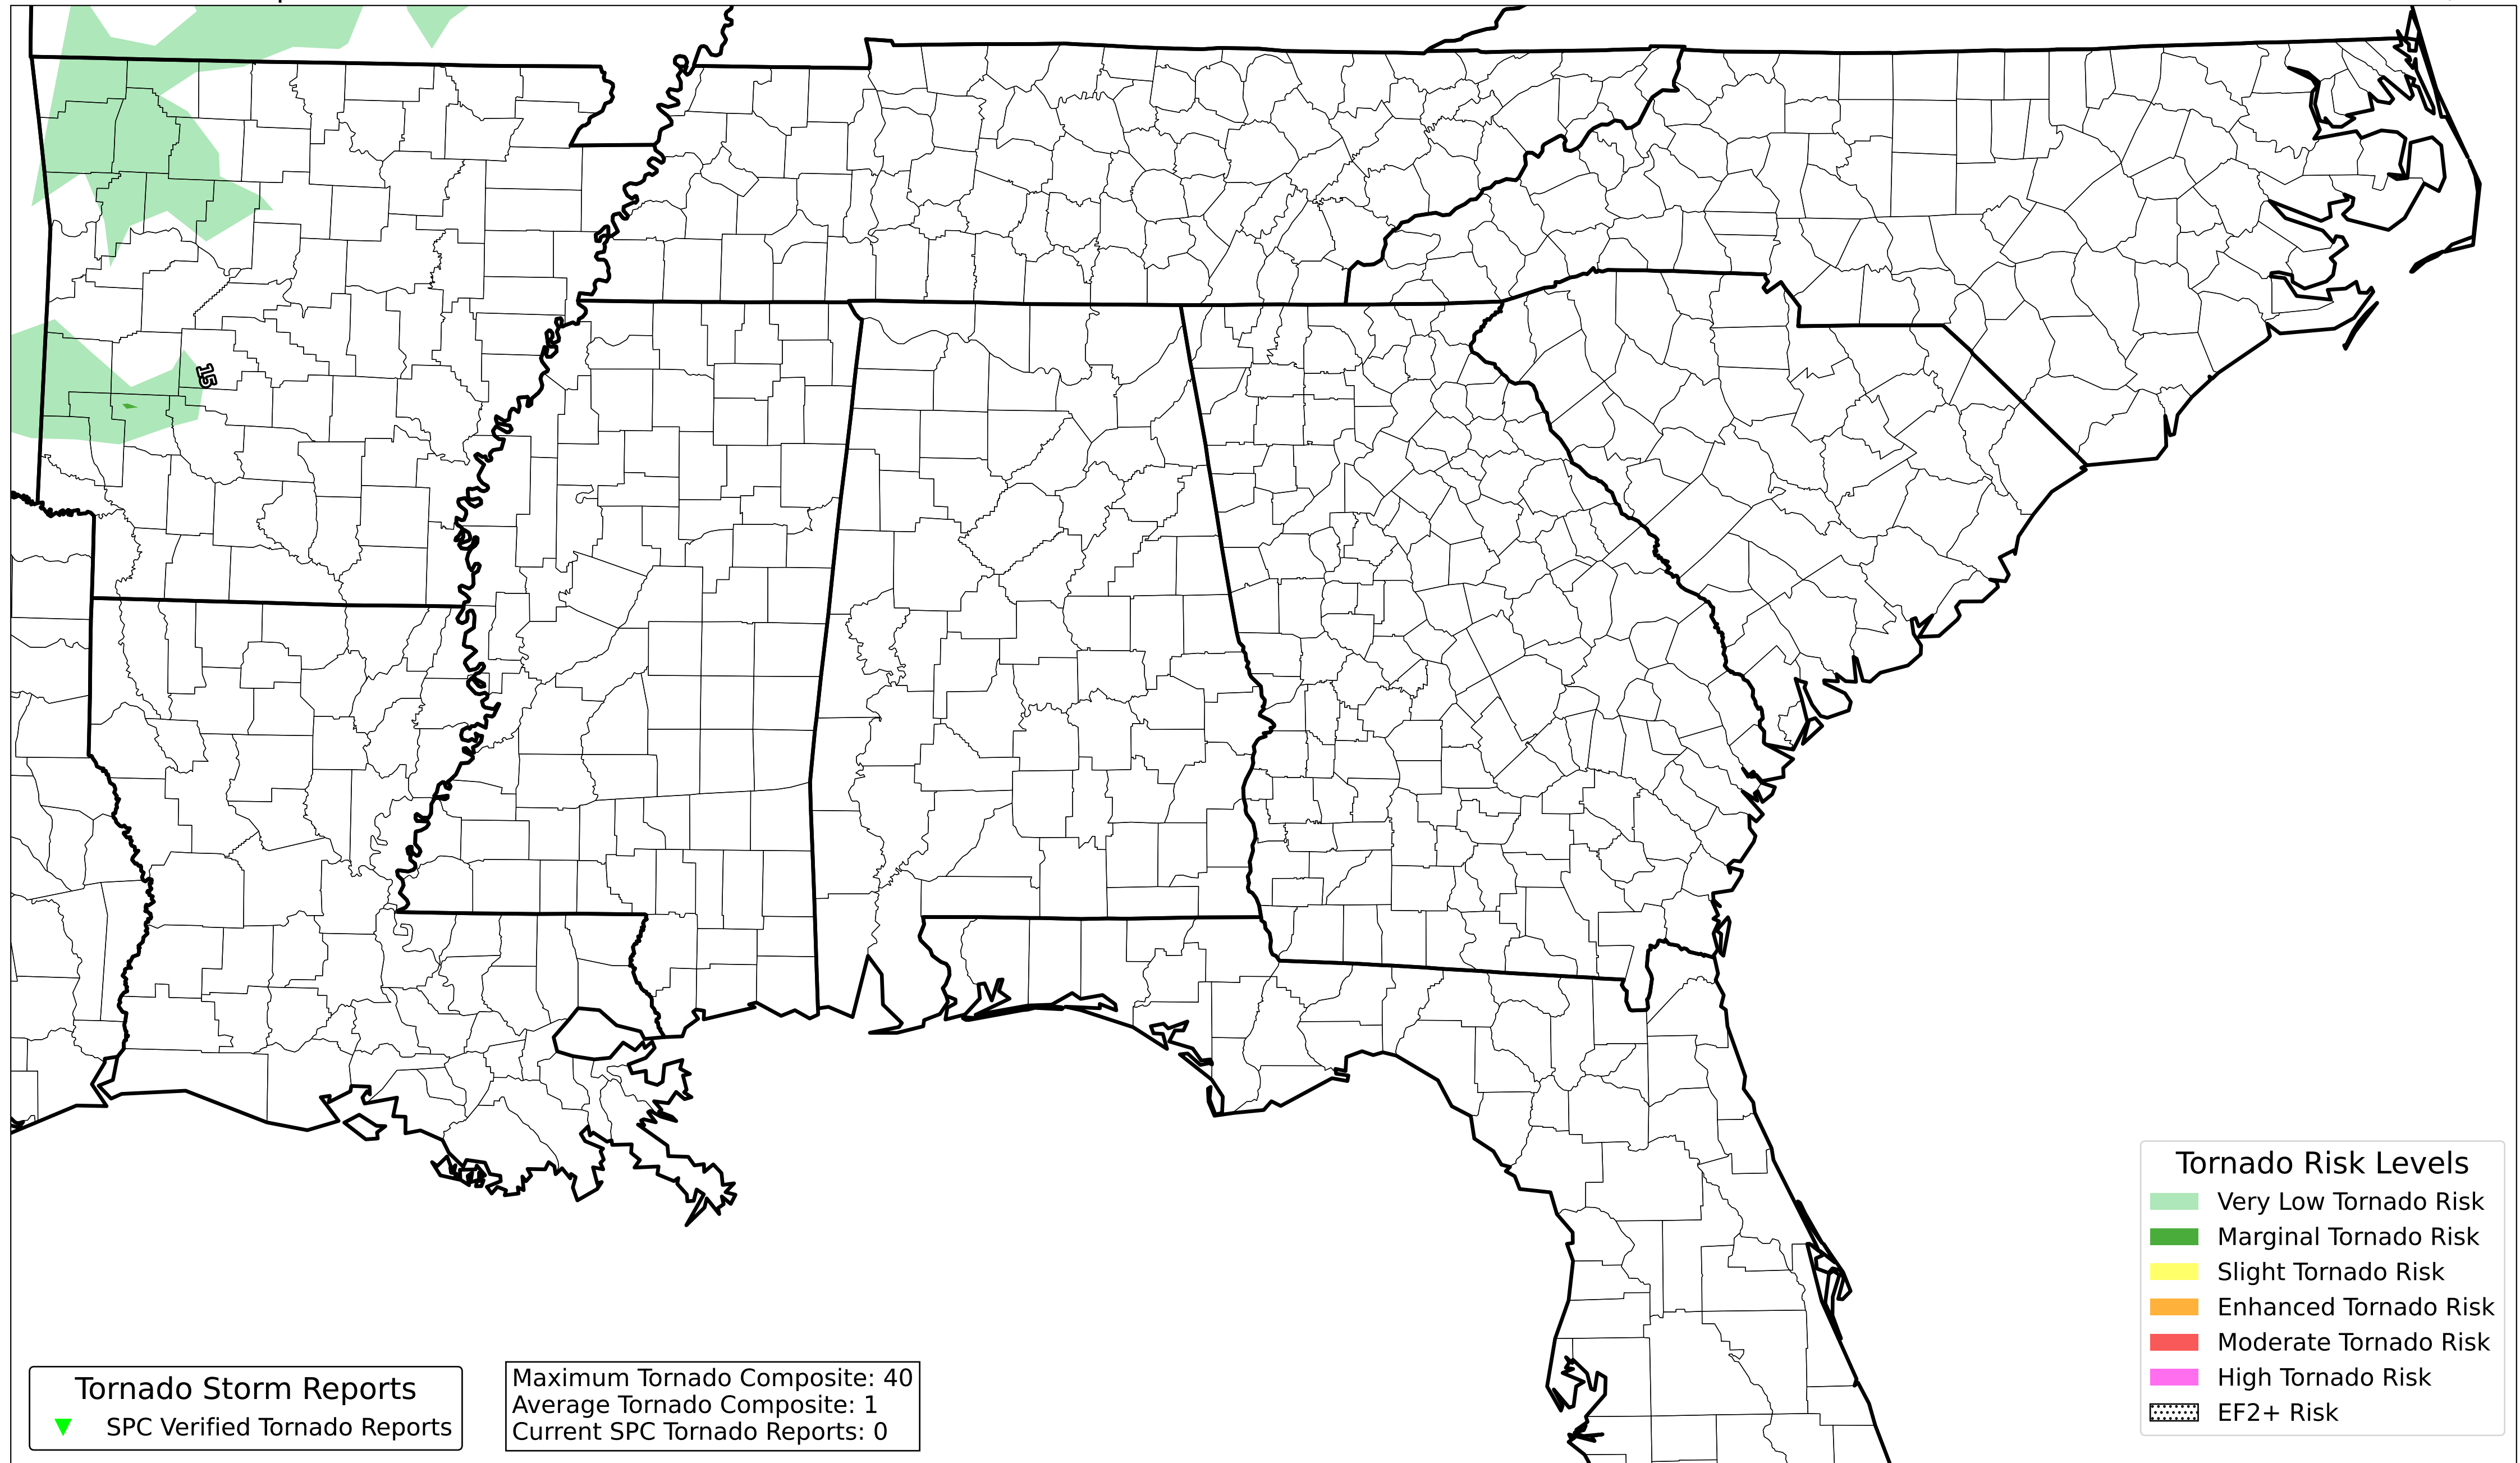 15
Tornado Risk Levels
Very Low Tornado Risk
Marginal Tornado Risk
Slight Tornado Risk
Enhanced Tornado Risk
Moderate Tornado Risk
High Tornado Risk
EF2+ Risk
Tornado Storm Reports
SPC Verified Tornado Reports
Maximum Tornado Composite: 40
Average Tornado Composite: 1
Current SPC Tornado Reports: 0